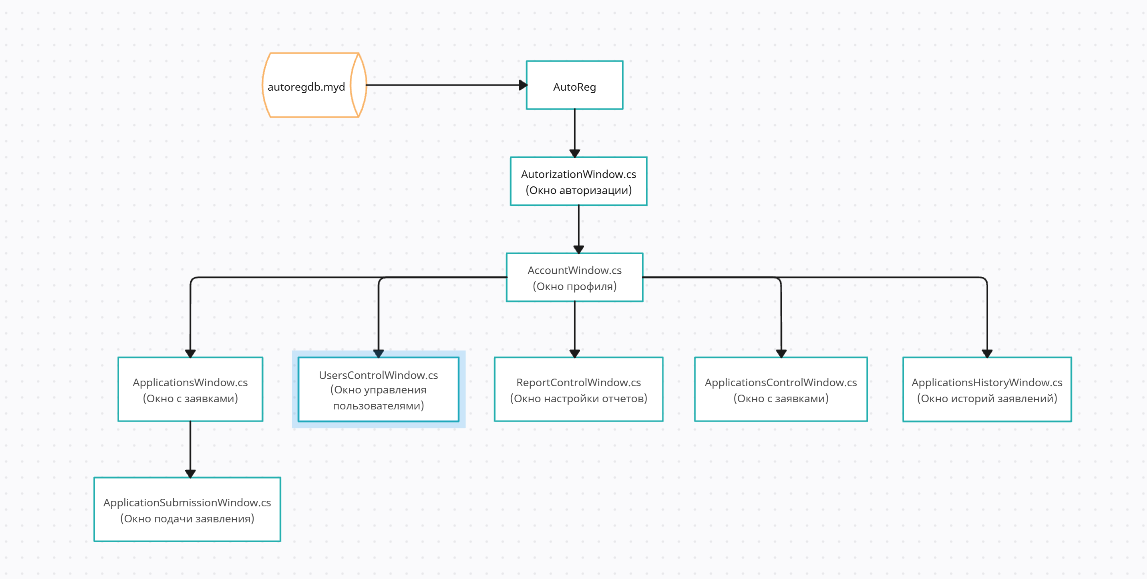 autoregdb.myd
AutoReg
AutorizationWindow.cs
(Окно авторизации)
AccountWindow.cs
(Окно профиля)
ApplicationsWindow.cs
(Окно с заявками)
UsersControlWindow.cs
(Окно управления
пользователями)
ReportControlWindow.cs
(Окно настройки отчетов)
ApplicationsControlWindow.cs
(Окно с заявками)
ApplicationsHistoryWindow.cs
(Окно историй заявлений)
ApplicationSubmissionWindow.cs
(Окно подачи заявления)